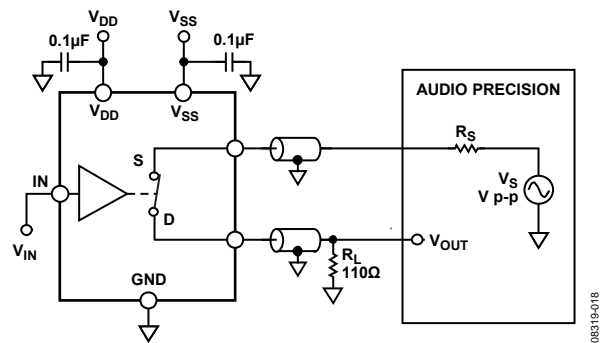 VDD
VSS
0.1µF
0.1µF
VDD
VSS
AUDIO PRECISION
RS
VS
V p-p
S
IN
D
VIN
VOUT
RL
110Ω
GND
08319-018